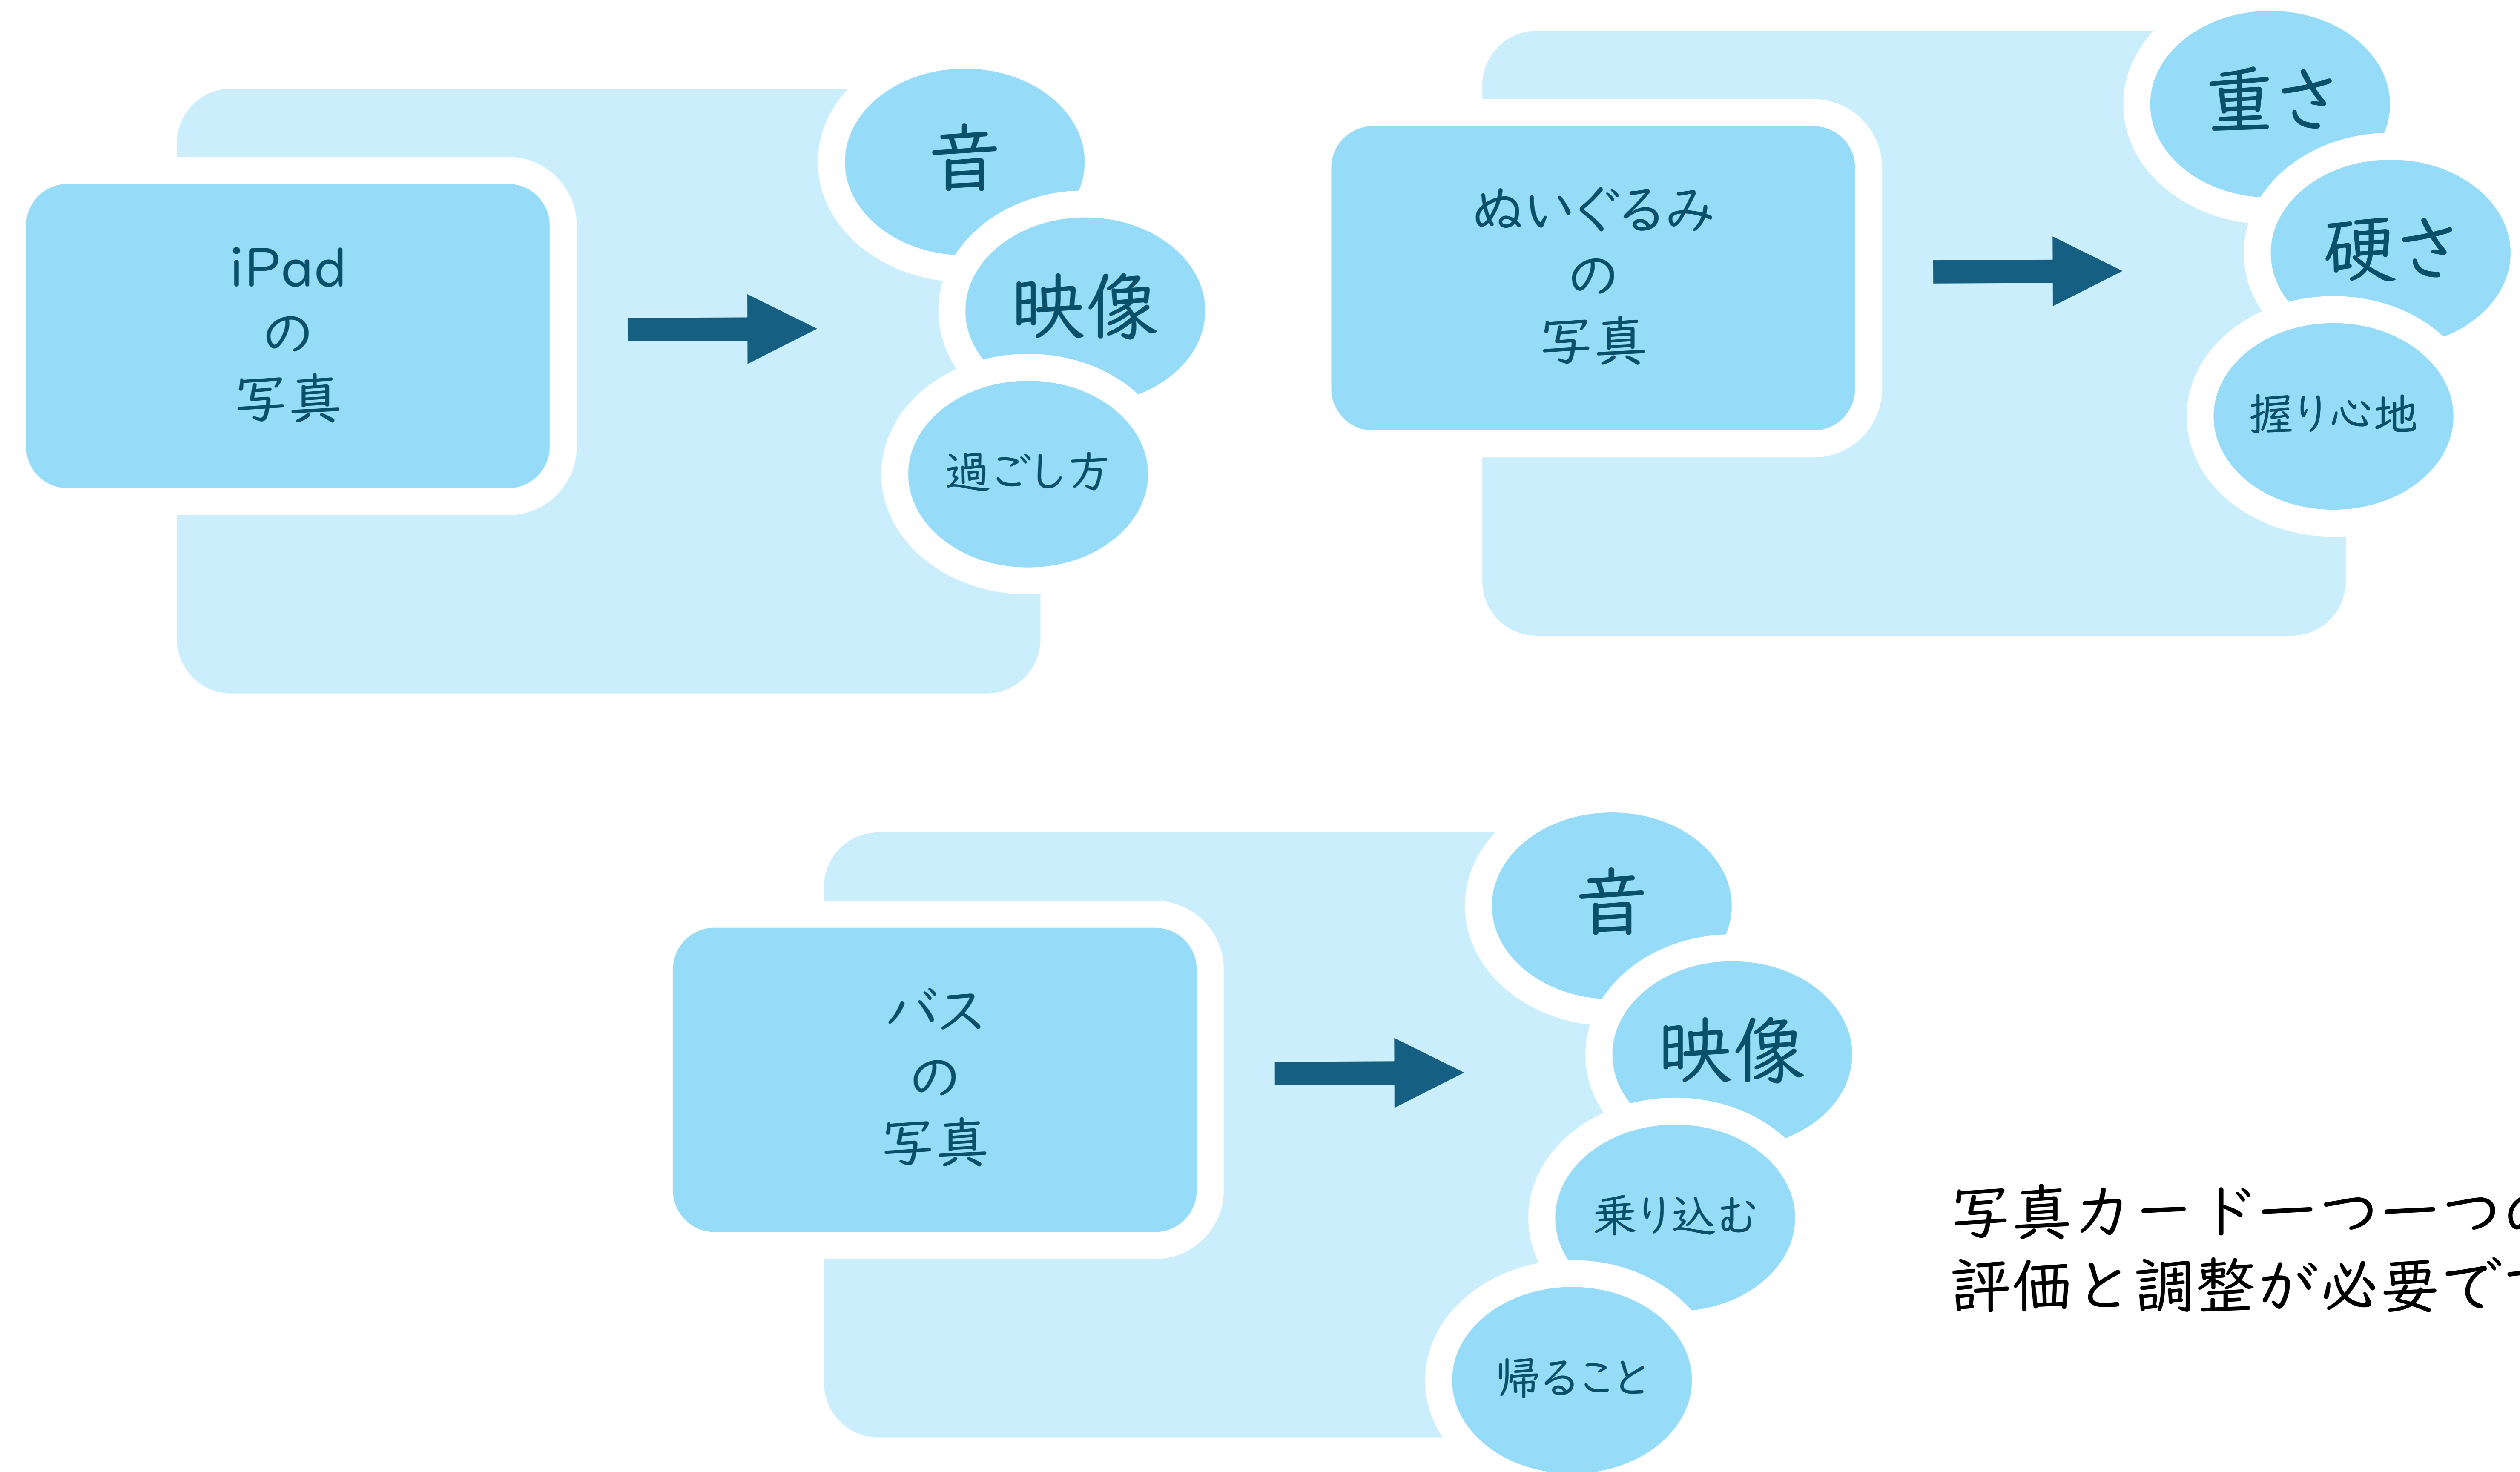 iPad
の
写真
音
映像
過ごし方
ぬいぐるみ
の
写真
重さ
硬さ
握り心地
バス
の
写真
音
映像
乗り込む
帰ること
写真カード一つ一つ
評価と調整が必要で